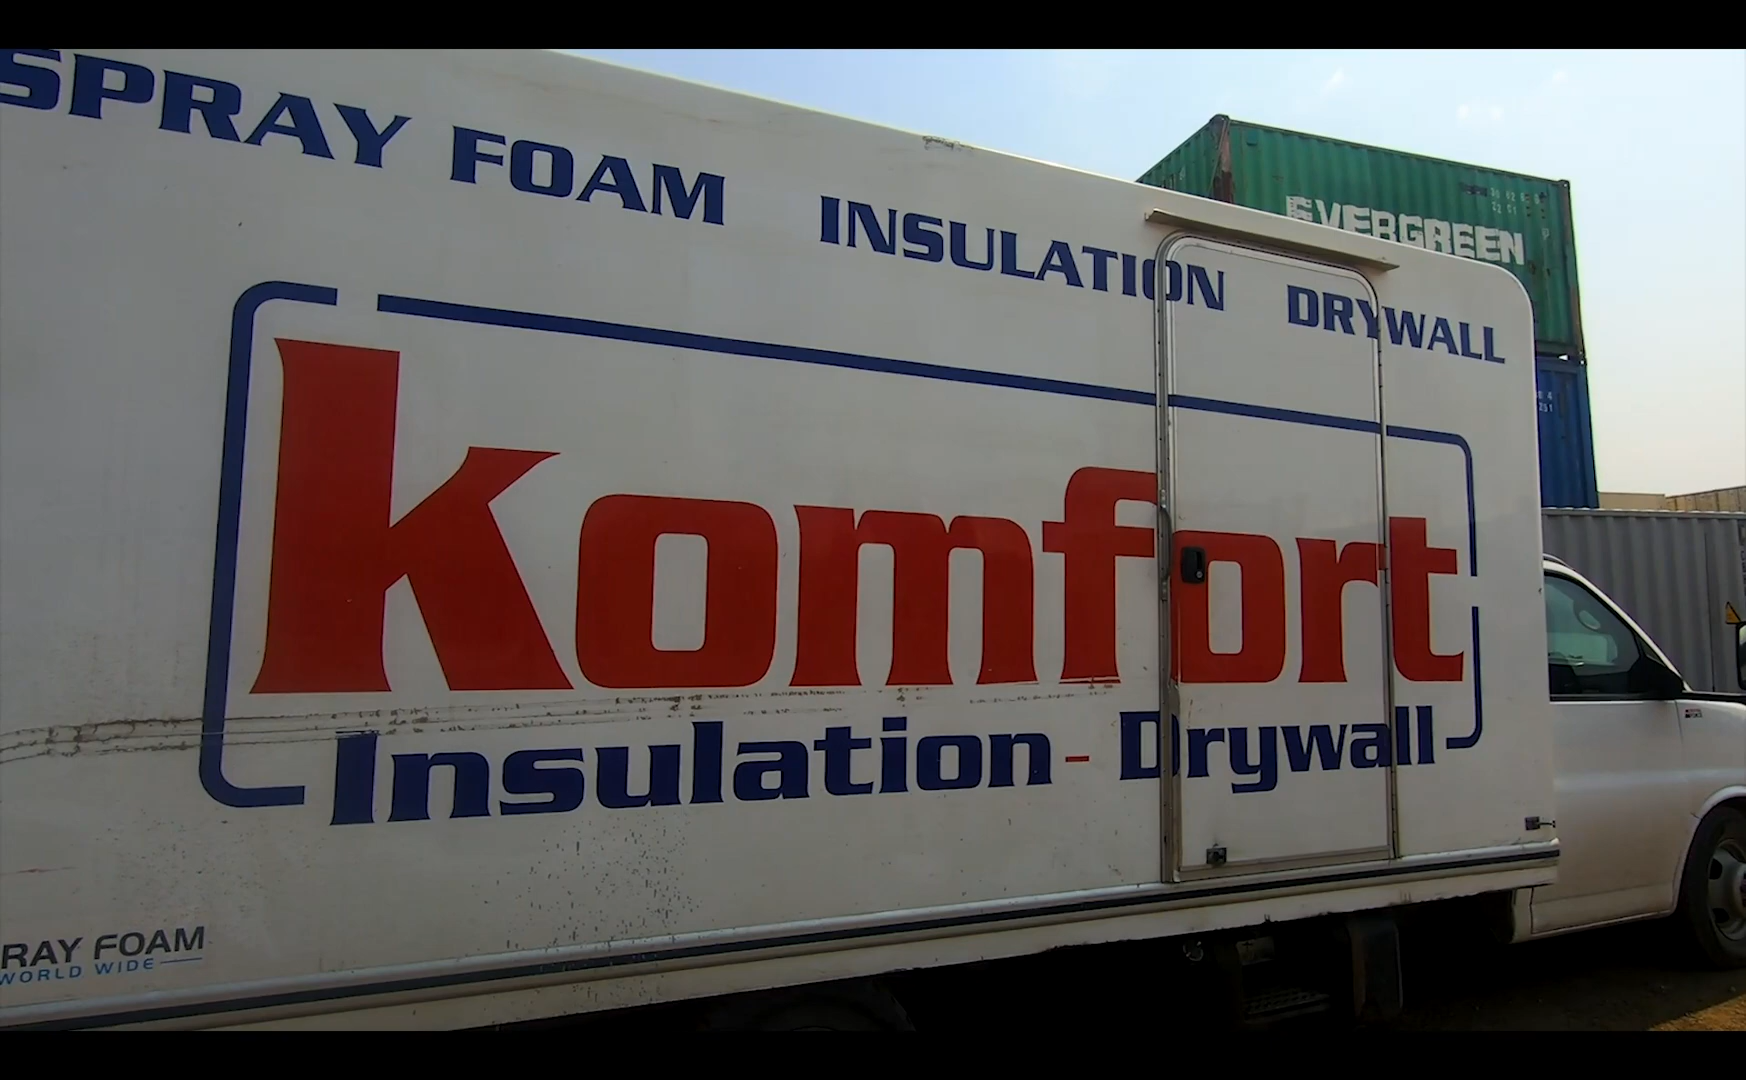 SPRAY FOAM INSULATION DRYWALL
EVERGREEN
komfort
Insulation - Drywall
RAY FOAM
WORLD WIDE